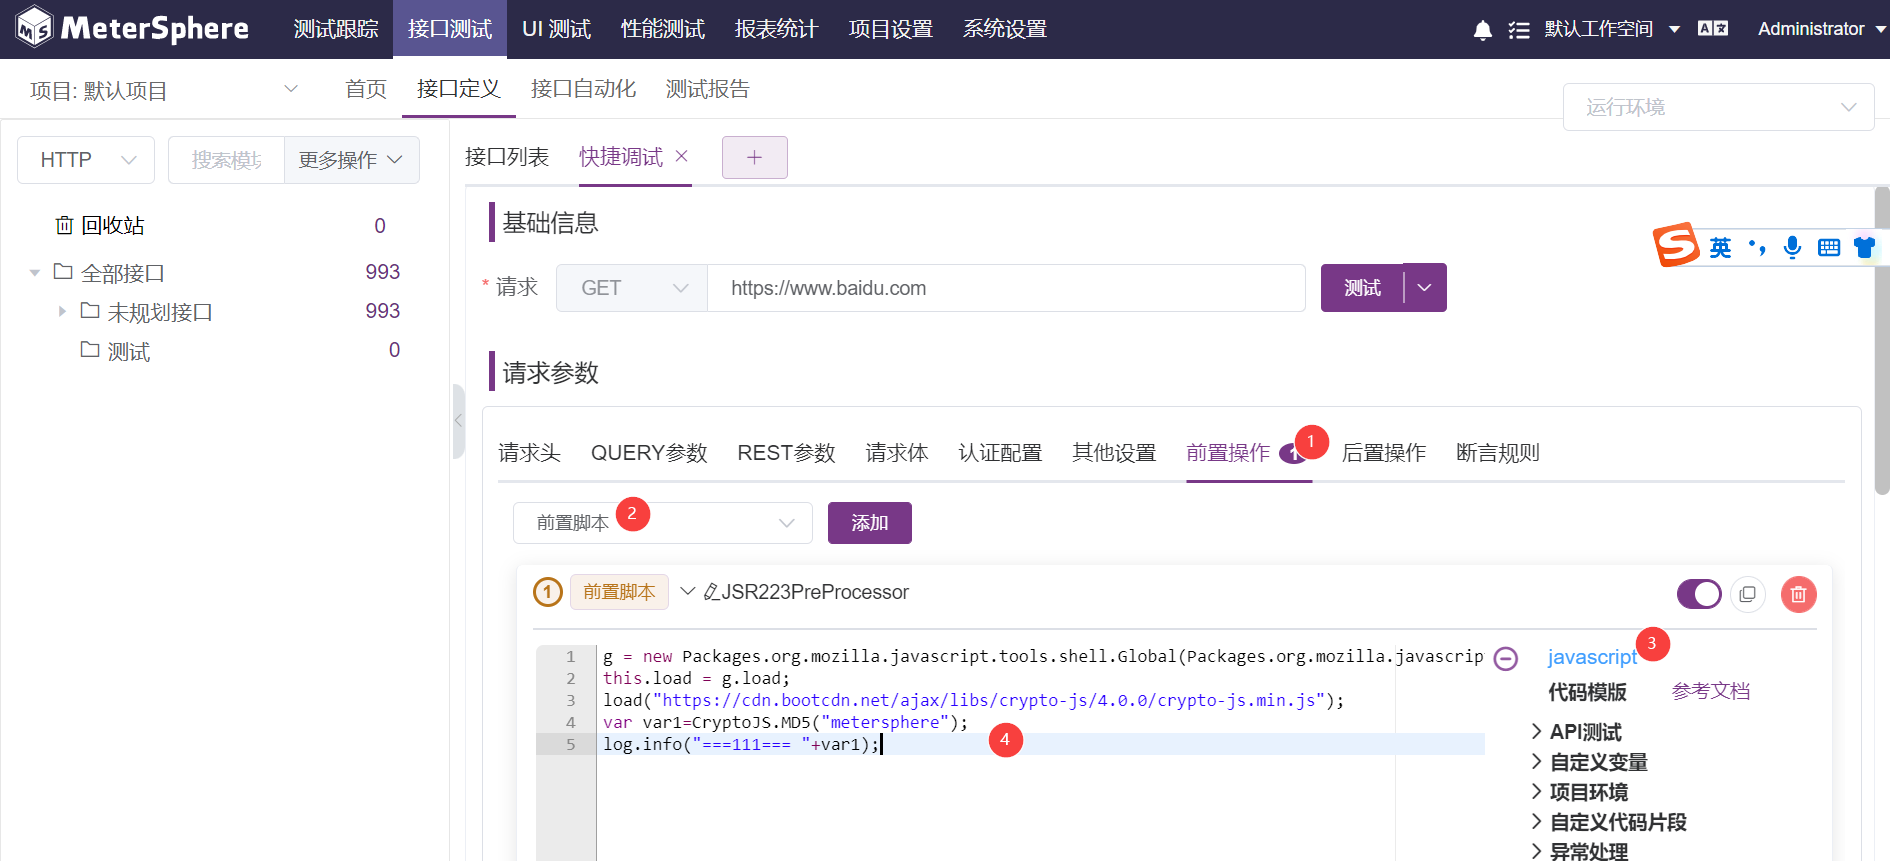 MeterSphere 测试跟踪 接口测试 UI 测试 性能测试 报表统计 项目设置 系统设置 默认工作空间 Administrator
项目: 默认项目 首页 接口定义 接口自动化 测试报告
运行环境
HTTP 搜索模块 更多操作
回收站 0
全部接口 993
未规划接口 993
测试 0
接口列表 快捷调试 +
基础信息
英
* 请求 GET https://www.baidu.com 测试
请求参数
请求头 QUERY参数 REST参数 请求体 认证配置 其他设置 前置操作 1 1 后置操作 断言规则
前置脚本 2 添加
1 前置脚本 JSR223PreProcessor
1 g = new Packages.org.mozilla.javascript.tools.shell.Global(Packages.org.mozilla.javascrip
2 this.load = g.load;
3 load("https://cdn.bootcdn.net/ajax/libs/crypto-js/4.0.0/crypto-js.min.js");
4 var var1=CryptoJS.MD5("metersphere");
5 log.info("===111=== "+var1);
4
javascript 3
代码模版 参考文档
API测试
自定义变量
项目环境
自定义代码片段
异常处理